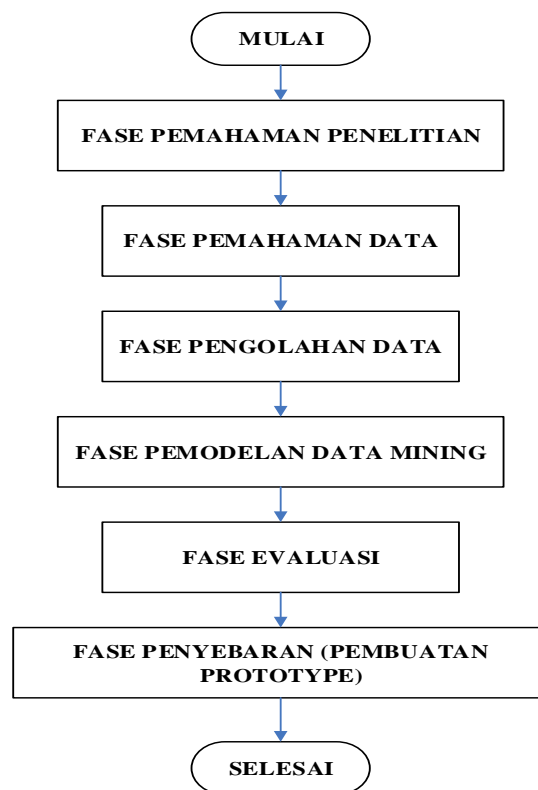 MULAI
FASE PEMAHAMAN PENELITIAN
FASE PEMAHAMAN DATA
FASE PENGOLAHAN DATA
FASE PEMODELAN DATA MINING
FASE EVALUASI
FASE PENYEBARAN (PEMBUATAN
PROTOTYPE)
SELESAI